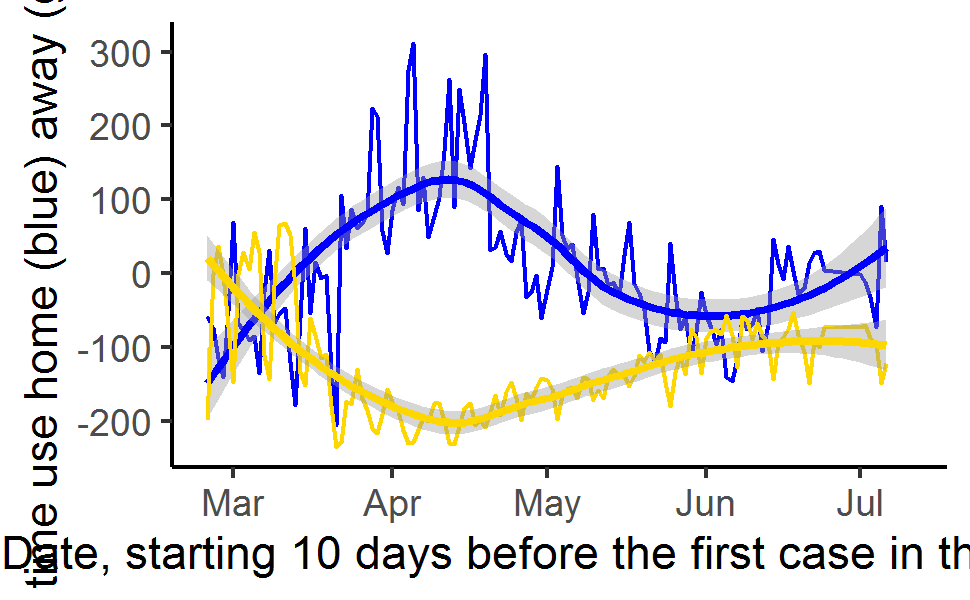 time use home (blue) away (
300
200
100
0
-100
-200
Mar Apr May Jun Jul
Date, starting 10 days before the first case in th